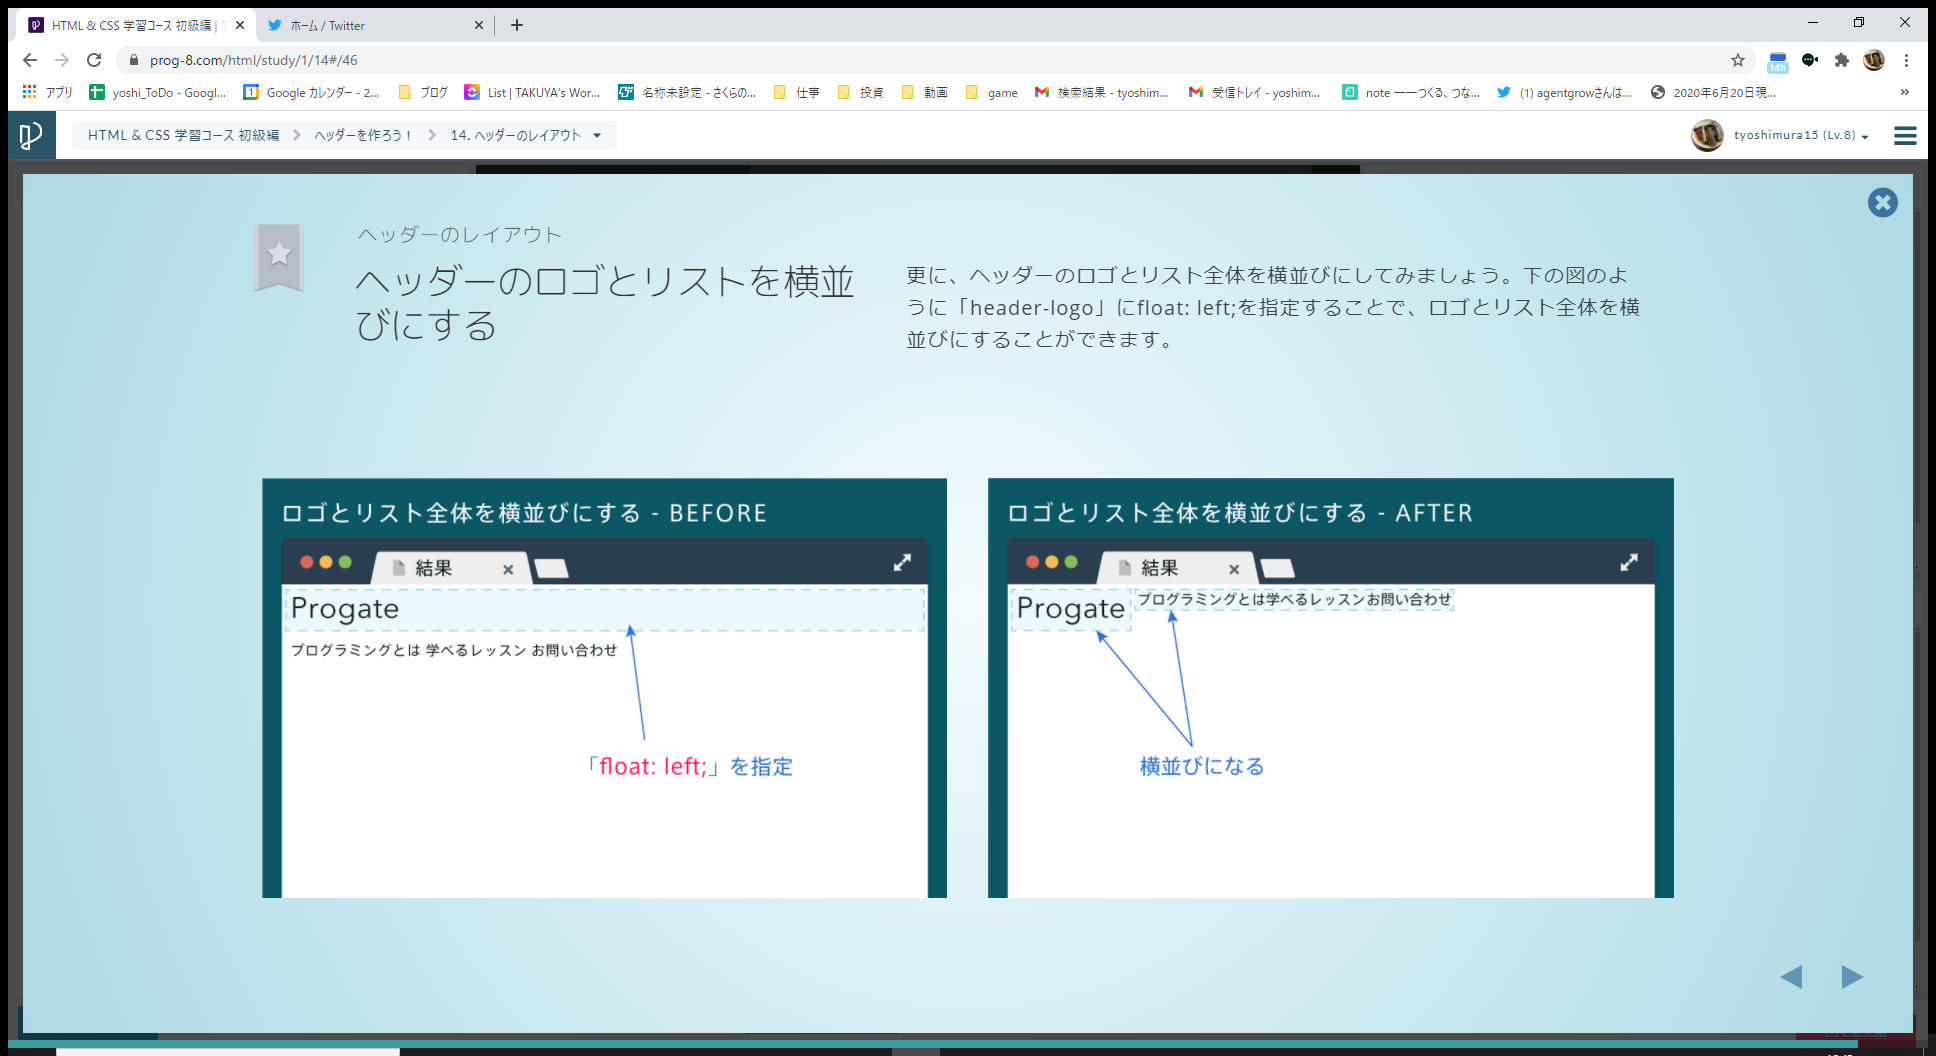 HTML & CSS 学習コース 初級編 |
ホーム / Twitter
prog-8.com/html/study/1/14#/46
14h
アプリ
yoshi_ToDo - Googl...
1
Google カレンダー - 2...
ブログ
List | TAKUYA's Wor...
名称未設定 - さくらの...
仕事
投資
動画
game
検索結果 - tyoshim...
受信トレイ - yoshim...
note ――つくる、つな...
(1) agentgrowさんは...
2020年6月20日現...
»
HTML & CSS 学習コース 初級編
ヘッダーを作ろう！
14. ヘッダーのレイアウト
tyoshimura15 (Lv.8)
ヘッダーのレイアウト
ヘッダーのロゴとリストを横並
びにする
更に、ヘッダーのロゴとリスト全体を横並びにしてみましょう。下の図のよ
うに「header-logo」にfloat: left;を指定することで、ロゴとリスト全体を横
並びにすることができます。
ロゴとリスト全体を横並びにする - BEFORE
結果
Progate
プログラミングとは 学べるレッスン お問い合わせ
「float: left;」を指定
ロゴとリスト全体を横並びにする - AFTER
結果
Progate
プログラミングとは学べるレッスンお問い合わせ
横並びになる